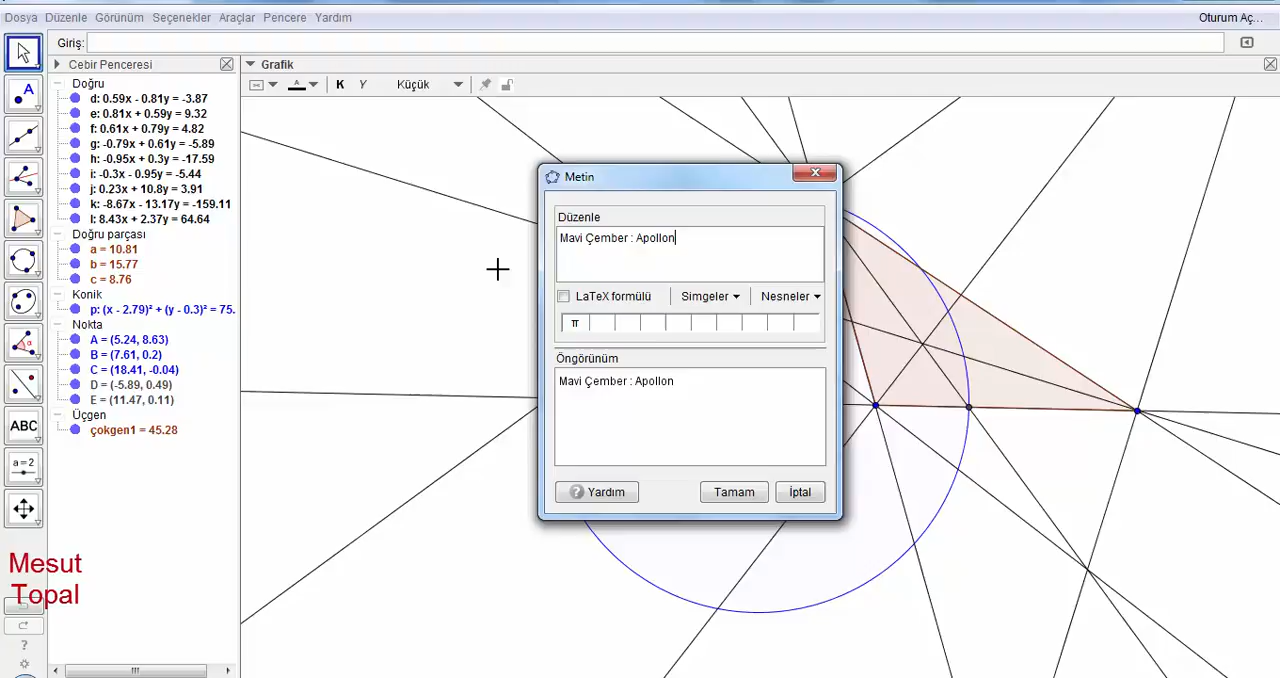 Dosya Düzenle Görünüm Seçenekler Araçlar Pencere Yardım
Oturum Aç...
Giriş:
Cebir Penceresi
Grafik
K Y Küçük
Doğru
d: 0.59x - 0.81y = -3.87
e: 0.81x + 0.59y = 9.32
f: 0.61x + 0.79y = 4.82
g: -0.79x + 0.61y = -5.89
h: -0.95x + 0.3y = -17.59
i: -0.3x - 0.95y = -5.44
j: 0.23x + 10.8y = 3.91
k: -8.67x - 13.17y = -159.11
l: 8.43x + 2.37y = 64.64
Doğru parçası
a = 10.81
b = 15.77
c = 8.76
Konik
p: (x - 2.79)² + (y - 0.3)² = 75.
Nokta
A = (5.24, 8.63)
B = (7.61, 0.2)
C = (18.41, -0.04)
D = (-5.89, 0.49)
E = (11.47, 0.11)
Üçgen
çokgen1 = 45.28
A
α
ABC
a=2
Mesut
Topal
?
Metin
Düzenle
Mavi Çember : Apollon
LaTeX formülü Simgeler Nesneler
π
Öngörünüm
Mavi Çember : Apollon
? Yardım Tamam İptal